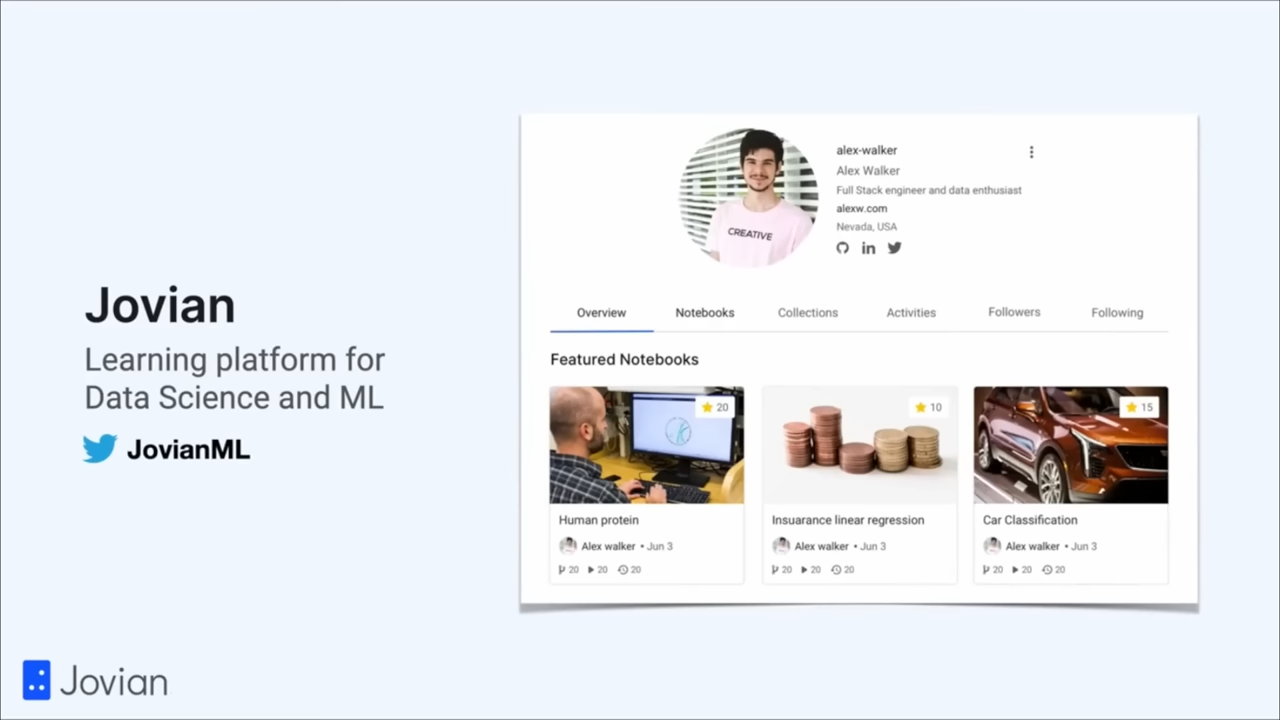 Jovian
Learning platform for
Data Science and ML
JovianML
alex-walker
Alex Walker
Full Stack engineer and data enthusiast
alexw.com
Nevada, USA
CREATIVE
Overview Notebooks Collections Activities Followers Following
Featured Notebooks
20 10 15
Human protein Insuarance linear regression Car Classification
Alex walker • Jun 3 Alex walker • Jun 3 Alex walker • Jun 3
20 20 20 20 20 20 20 20 20
Jovian